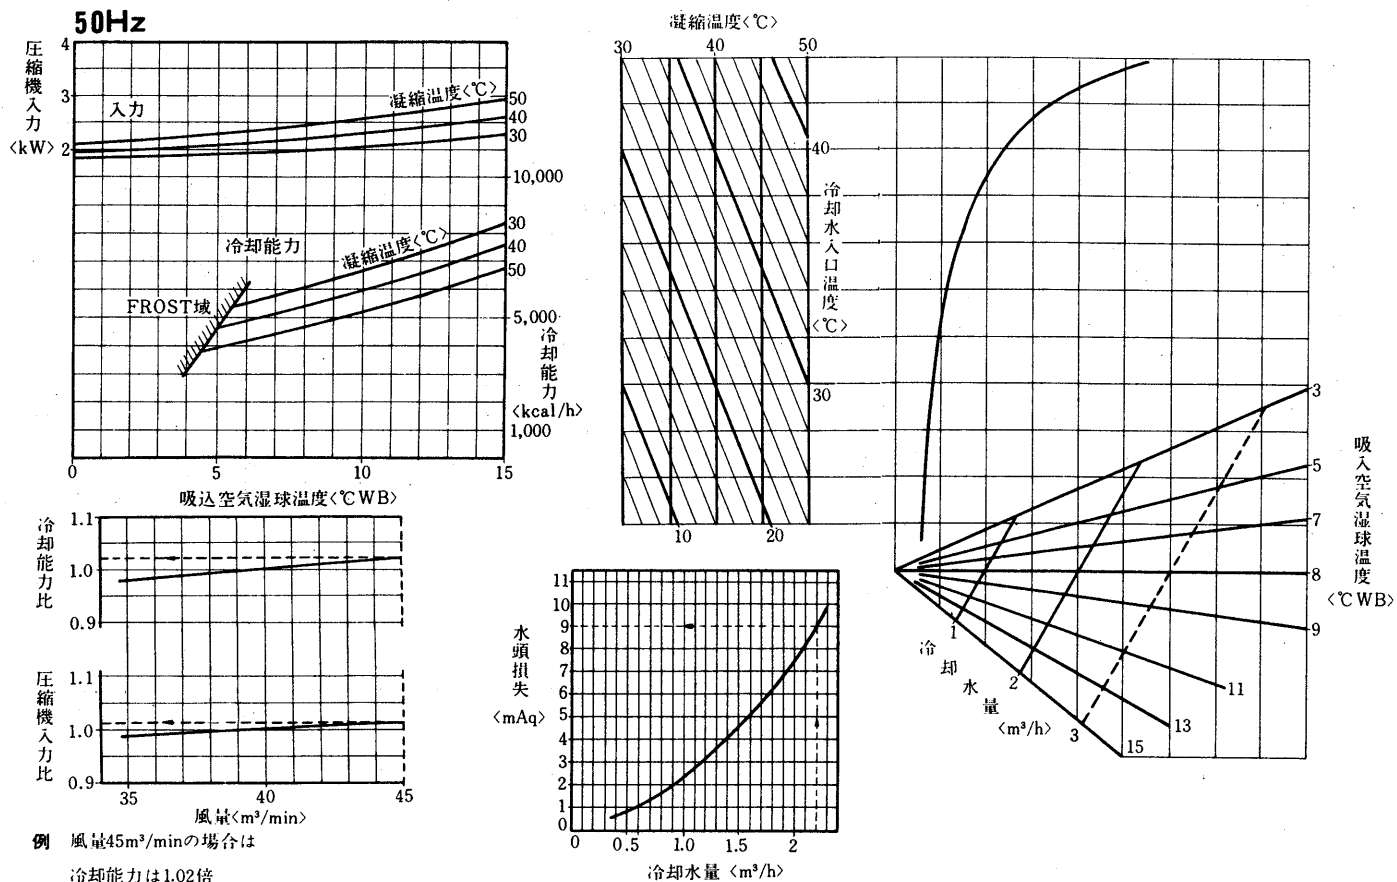 50Hz
圧縮機入力
<kW>
4
3
2
入力
凝縮温度<℃>
50
40
30
10,000
冷却能力
凝縮温度<℃>
30
40
50
FROST域
5,000
冷却能力
<kcal/h>
1,000
0
5
10
15
吸込空気湿球温度<℃WB>
冷却能力比
1.1
1.0
0.9
圧縮機入力比
1.1
1.0
0.9
35
40
45
風量<m³/min>
例 風量45m³/minの場合は
冷却能力は1.02倍
凝縮温度<℃>
30
40
50
40
冷却水入口温度
<℃>
30
10
20
3
5
7
8
9
11
13
15
吸入空気湿球温度
<℃WB>
1
2
3
冷却水量
<m³/h>
水頭損失
<mAq>
11
10
9
8
7
6
5
4
3
2
1
0
0
0.5
1.0
1.5
2
冷却水量 <m³/h>